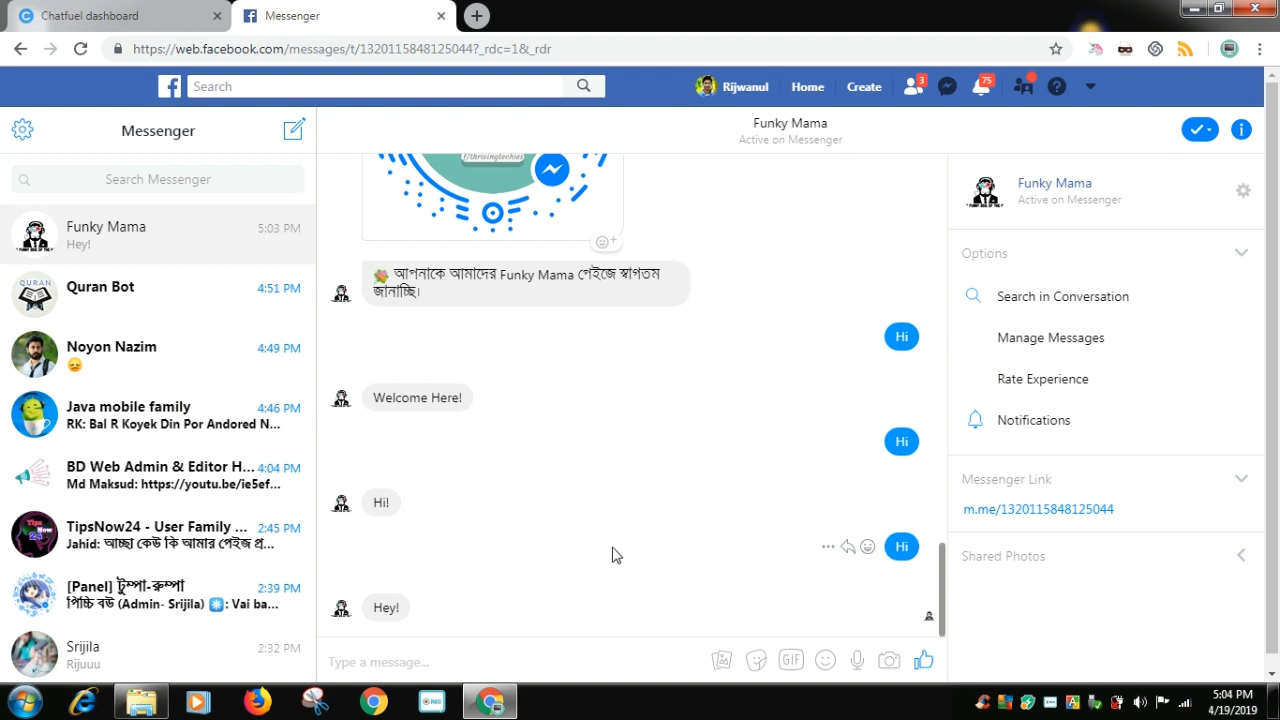 Chatfuel dashboard
Messenger
https://web.facebook.com/messages/t/1320115848125044?_rdc=1&_rdr
Search
Rijwanul
Home
Create
3
75
Messenger
Search Messenger
Funky Mama
5:03 PM
Hey!
Quran Bot
4:51 PM
Noyon Nazim
4:49 PM
Java mobile family
4:46 PM
RK: Bal R Koyek Din Por Andored N...
BD Web Admin & Editor H...
4:04 PM
Md Maksud: https://youtu.be/ie5ef...
TipsNow24 - User Family ...
2:45 PM
Jahid: আচ্ছা কেউ কি আমার পেইজ প্র...
[Panel] টুম্পা-রুম্পা
2:39 PM
পিচ্চি বউ (Admin- Srijila) : Vai ba...
Srijila
2:32 PM
Rijuuu
Funky Mama
Active on Messenger
f/thrivingtechies
💐 আপনাকে আমাদের Funky Mama পেইজে স্বাগতম
জানাচ্ছি।
Hi
Welcome Here!
Hi
Hi!
Hi
Hey!
Type a message...
GIF
Funky Mama
Active on Messenger
Options
Search in Conversation
Manage Messages
Rate Experience
Notifications
Messenger Link
m.me/1320115848125044
Shared Photos
5:04 PM
4/19/2019